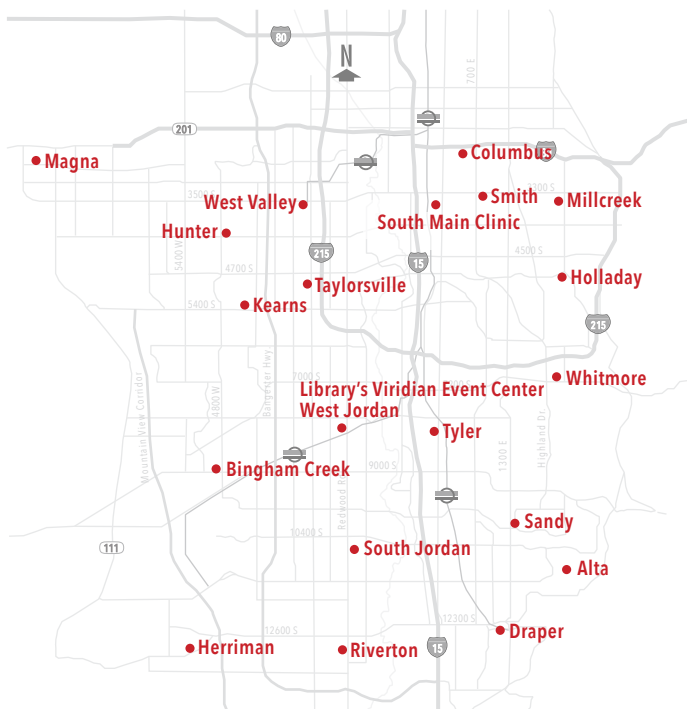 80
N
700 E
201
Columbus
Magna
3300 S
3500 S
Smith
Millcreek
West Valley
South Main Clinic
Hunter
5400 W
215
15
4500 S
4700 S
Holladay
Taylorsville
5400 S
Kearns
215
Mountain View Corridor
Bangerter Hwy
7000 S
4800 W
Whitmore
Library's Viridian Event Center
West Jordan
Highland Dr.
1300 E
Tyler
Bingham Creek
9000 S
Redwood
Sandy
10400 S
111
South Jordan
Alta
12300 S
12600 S
Draper
Herriman
Riverton
15